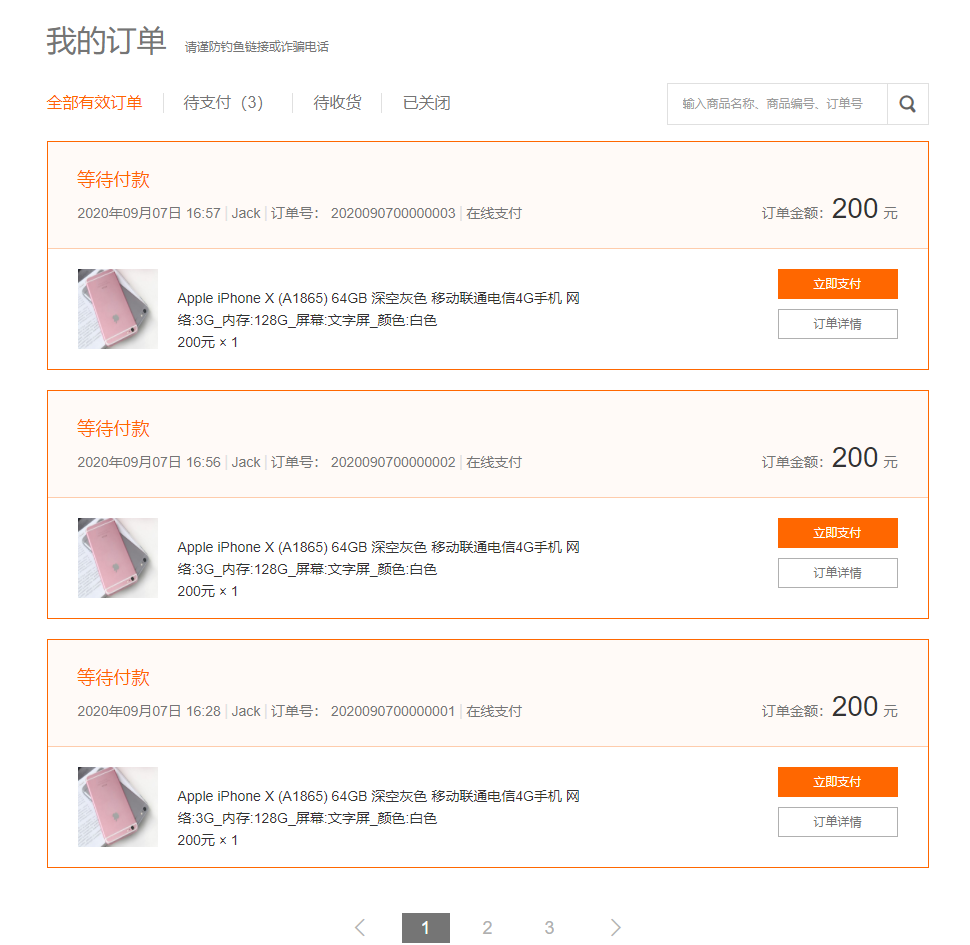 我的订单 请谨防钓鱼链接或诈骗电话
全部有效订单 待支付（3） 待收货 已关闭 输入商品名称、商品编号、订单号
等待付款
2020年09月07日 16:57 | Jack | 订单号： 2020090700000003 | 在线支付 订单金额：200 元
Apple iPhone X (A1865) 64GB 深空灰色 移动联通电信4G手机 网 立即支付
络:3G_内存:128G_屏幕:文字屏_颜色:白色 订单详情
200元 × 1
等待付款
2020年09月07日 16:56 | Jack | 订单号： 2020090700000002 | 在线支付 订单金额：200 元
Apple iPhone X (A1865) 64GB 深空灰色 移动联通电信4G手机 网 立即支付
络:3G_内存:128G_屏幕:文字屏_颜色:白色 订单详情
200元 × 1
等待付款
2020年09月07日 16:28 | Jack | 订单号： 2020090700000001 | 在线支付 订单金额：200 元
Apple iPhone X (A1865) 64GB 深空灰色 移动联通电信4G手机 网 立即支付
络:3G_内存:128G_屏幕:文字屏_颜色:白色 订单详情
200元 × 1
1 2 3